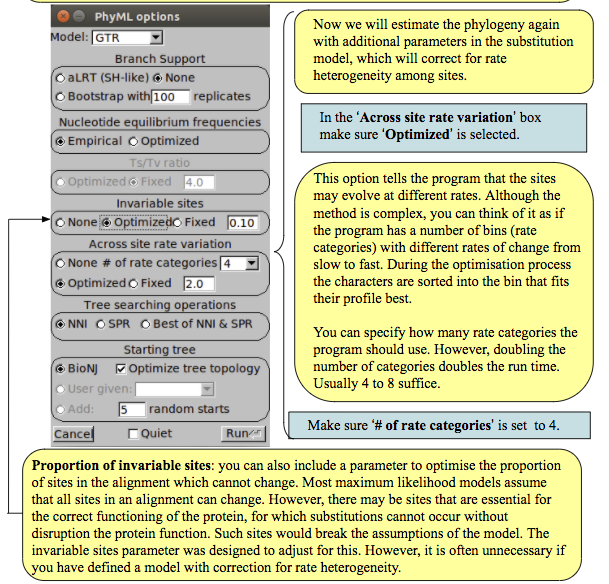 PhyML options
Model: GTR
Branch Support
aLRT (SH-like) None
Bootstrap with 100 replicates
Nucleotide equilibrium frequencies
Empirical Optimized
Ts/Tv ratio
Optimized Fixed 4.0
Invariable sites
None Optimized Fixed 0.10
Across site rate variation
None # of rate categories 4
Optimized Fixed 2.0
Tree searching operations
NNI SPR Best of NNI & SPR
Starting tree
BioNJ Optimize tree topology
User given:
Add: 5 random starts
Cancel Quiet Run
Now we will estimate the phylogeny again
with additional parameters in the substitution
model, which will correct for rate
heterogeneity among sites.
In the ‘Across site rate variation’ box
make sure ‘Optimized’ is selected.
This option tells the program that the sites
may evolve at different rates. Although the
method is complex, you can think of it as if
the program has a number of bins (rate
categories) with different rates of change from
slow to fast. During the optimisation process
the characters are sorted into the bin that fits
their profile best.
You can specify how many rate categories the
program should use. However, doubling the
number of categories doubles the run time.
Usually 4 to 8 suffice.
Make sure ‘# of rate categories’ is set to 4.
Proportion of invariable sites: you can also include a parameter to optimise the proportion
of sites in the alignment which cannot change. Most maximum likelihood models assume
that all sites in an alignment can change. However, there may be sites that are essential for
the correct functioning of the protein, for which substitutions cannot occur without
disruption the protein function. Such sites would break the assumptions of the model. The
invariable sites parameter was designed to adjust for this. However, it is often unnecessary if
you have defined a model with correction for rate heterogeneity.